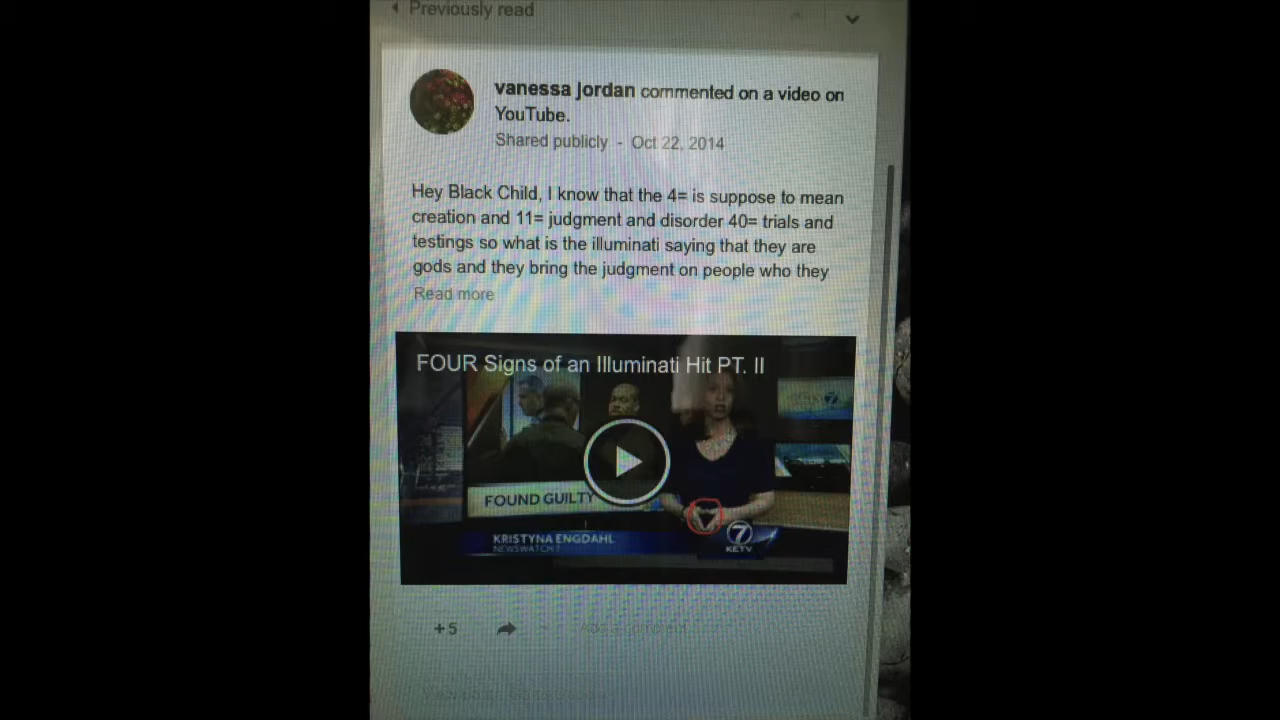 Previously read
vanessa jordan commented on a video on
YouTube.
Shared publicly - Oct 22, 2014
Hey Black Child, I know that the 4= is suppose to mean
creation and 11= judgment and disorder 40= trials and
testings so what is the illuminati saying that they are
gods and they bring the judgment on people who they
Read more
FOUR Signs of an Illuminati Hit PT. II
7
FOUND GUILTY
KRISTYNA ENGDAHL
NEWSWATCH 7
7
KETV
+5
Add a comment...